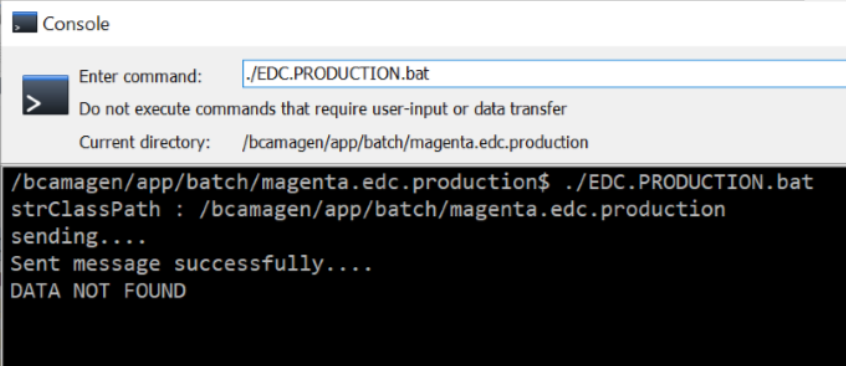 Console
Enter command: ./EDC.PRODUCTION.bat
Do not execute commands that require user-input or data transfer
Current directory: /bcamagen/app/batch/magenta.edc.production
/bcamagen/app/batch/magenta.edc.production$ ./EDC.PRODUCTION.bat
strClassPath : /bcamagen/app/batch/magenta.edc.production
sending....
Sent message successfully....
DATA NOT FOUND